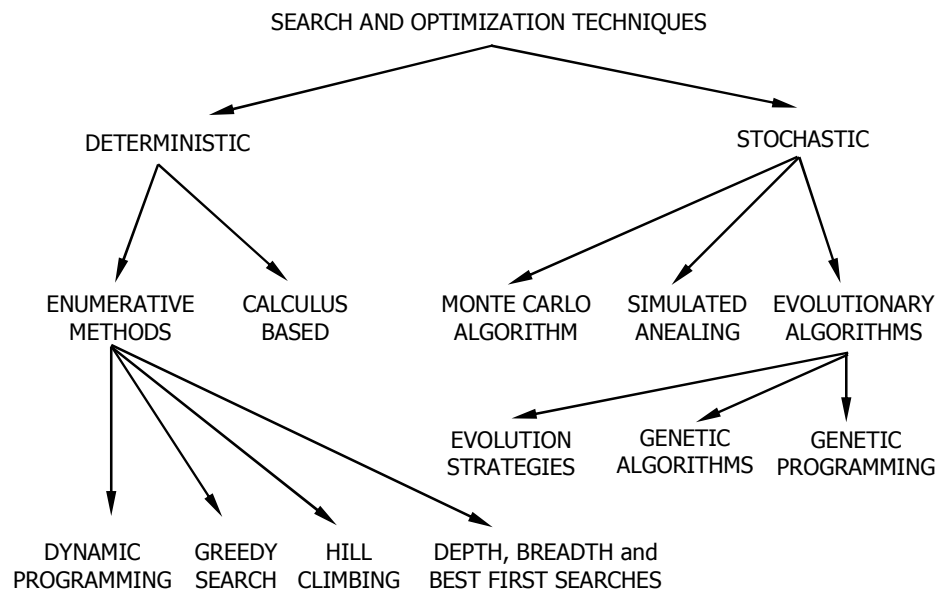 SEARCH AND OPTIMIZATION TECHNIQUES
DETERMINISTIC
STOCHASTIC
ENUMERATIVE
METHODS
CALCULUS
BASED
MONTE CARLO
ALGORITHM
SIMULATED
ANEALING
EVOLUTIONARY
ALGORITHMS
EVOLUTION
STRATEGIES
GENETIC
ALGORITHMS
GENETIC
PROGRAMMING
DYNAMIC
PROGRAMMING
GREEDY
SEARCH
HILL
CLIMBING
DEPTH, BREADTH and
BEST FIRST SEARCHES